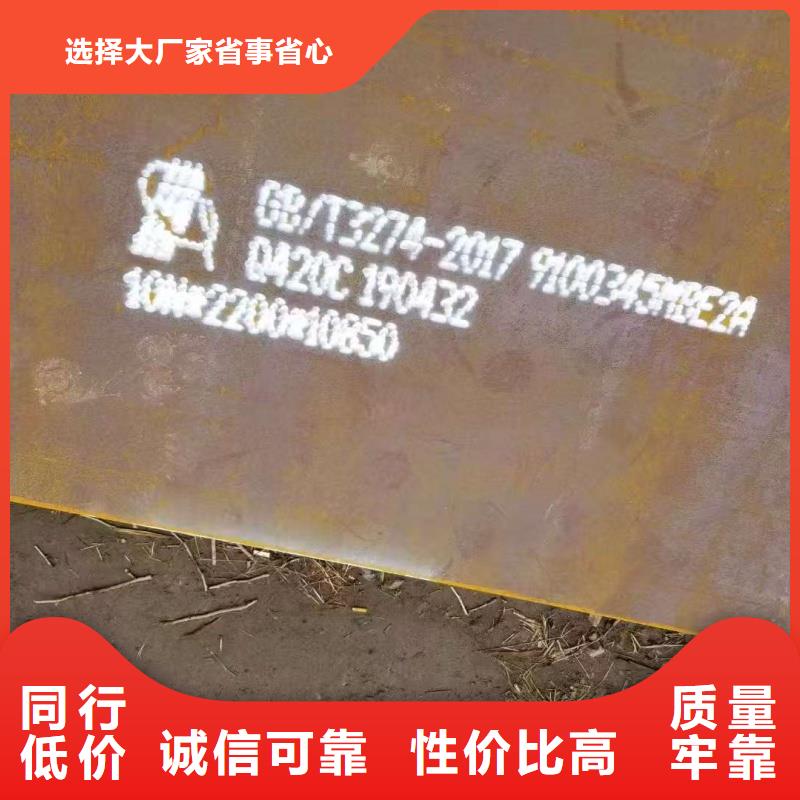 选择大厂家省事省心
GB/T3274-2017 9100345MBE2A
Q420C 190432
10N*2200*10850
同行
低价
诚信可靠
性价比高
质量
牢靠